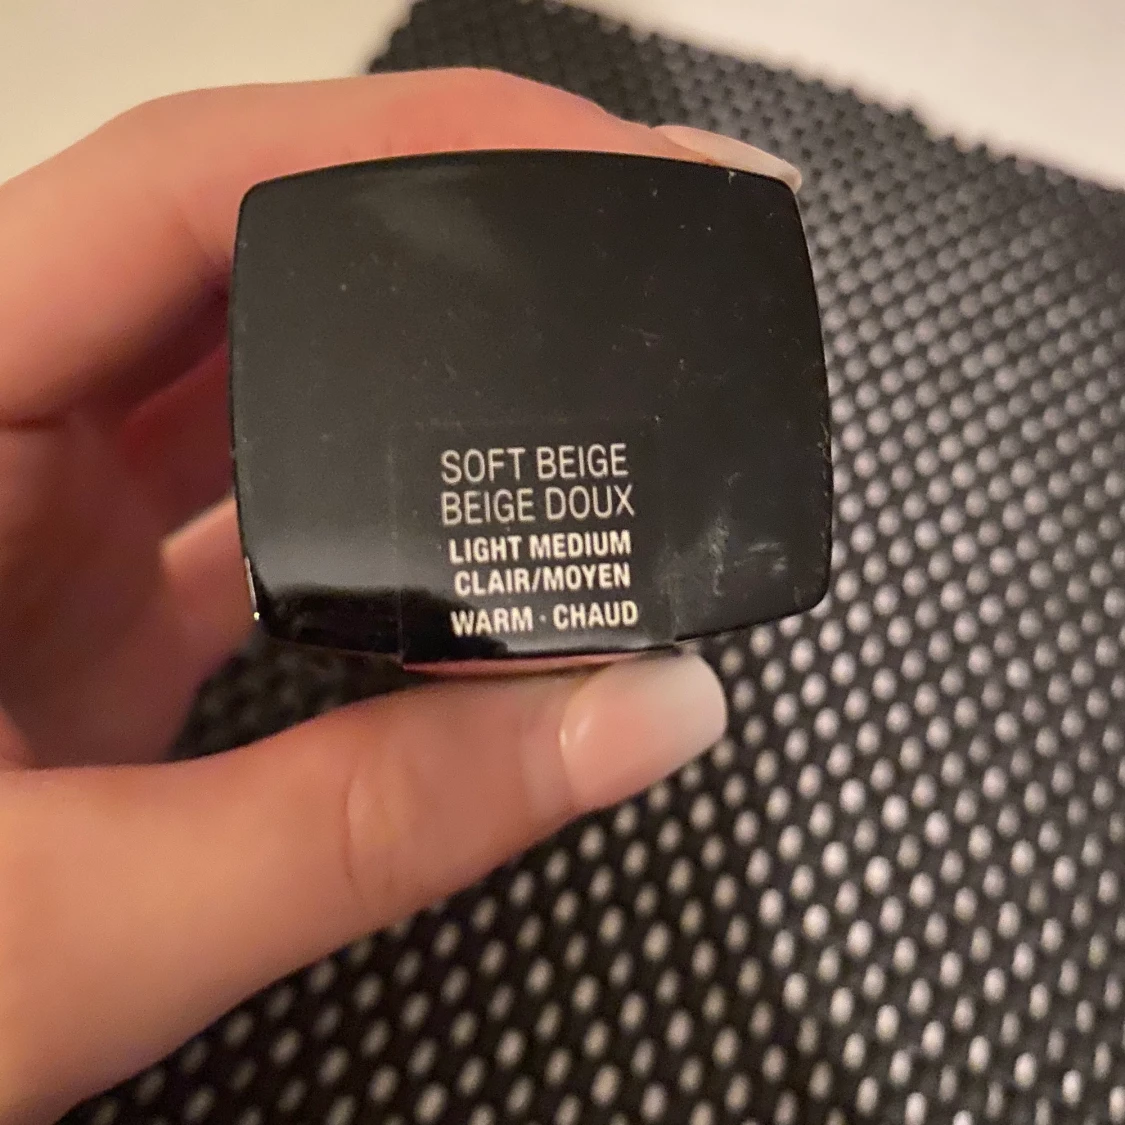 SOFT BEIGE
BEIGE DOUX
LIGHT MEDIUM
CLAIR/MOYEN
WARM · CHAUD